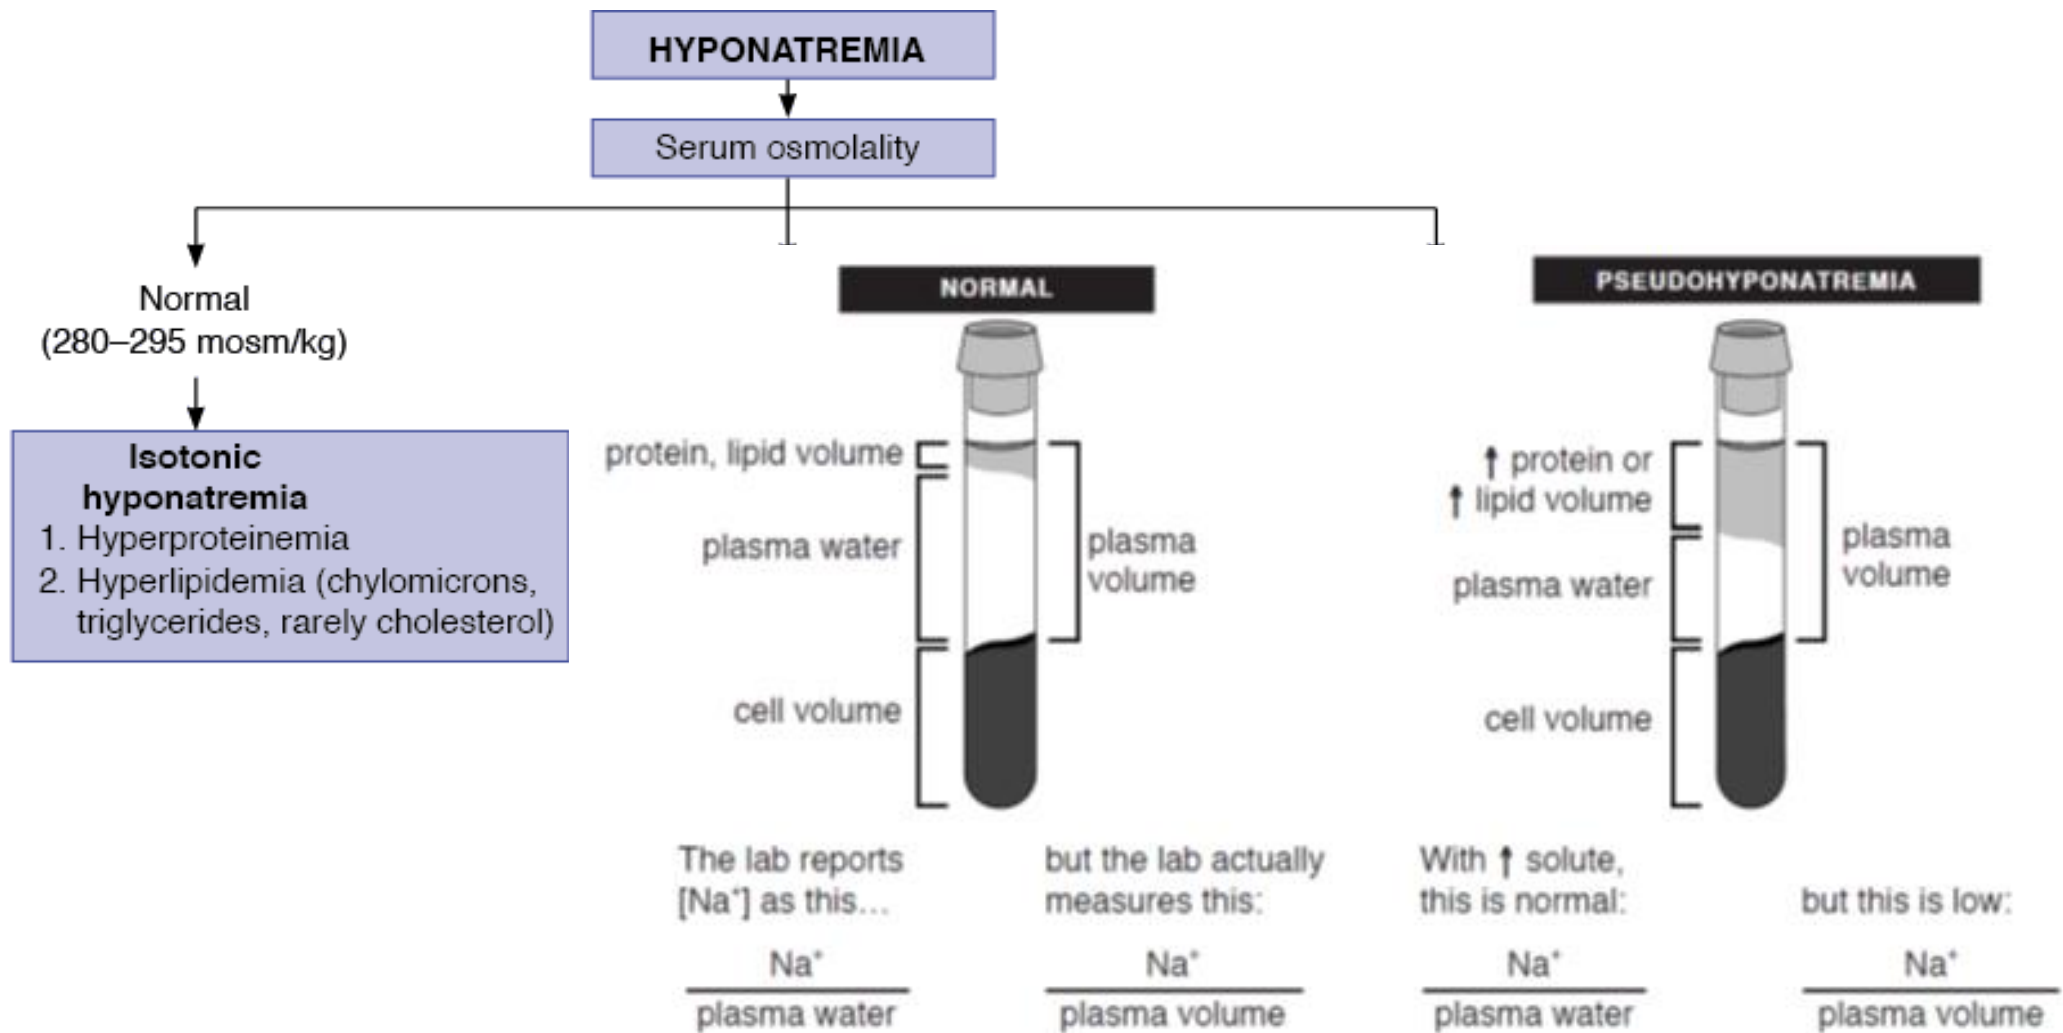 HYPONATREMIA
Serum osmolality
Normal
(280–295 mosm/kg)
Isotonic
hyponatremia
1. Hyperproteinemia
2. Hyperlipidemia (chylomicrons,
triglycerides, rarely cholesterol)
NORMAL
protein, lipid volume
plasma water
cell volume
plasma
volume
The lab reports
[Na⁺] as this...
Na⁺
plasma water
but the lab actually
measures this:
Na⁺
plasma volume
PSEUDOHYPONATREMIA
↑ protein or
↑ lipid volume
plasma water
cell volume
plasma
volume
With ↑ solute,
this is normal:
Na⁺
plasma water
but this is low:
Na⁺
plasma volume